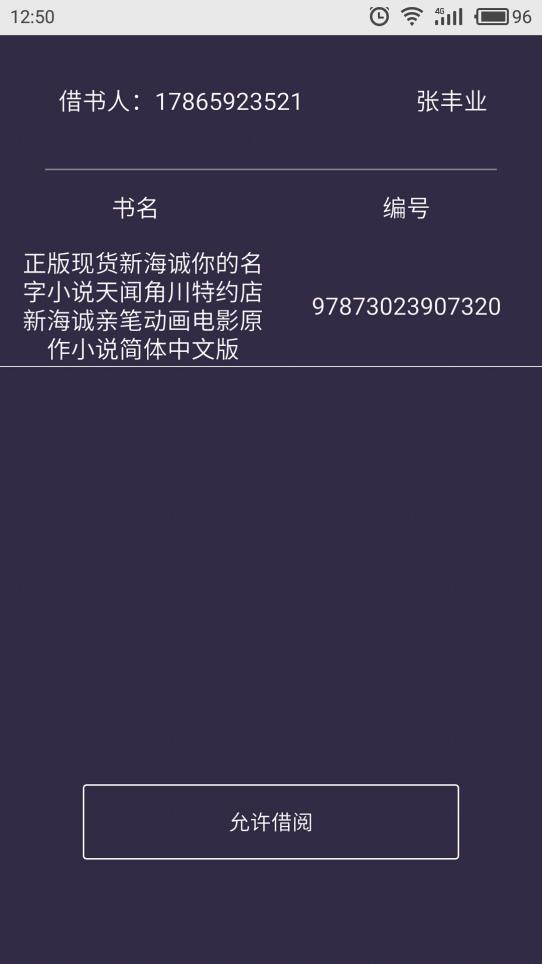 12:50
4G
96
借书人：17865923521 张丰业
书名 编号
正版现货新海诚你的名
字小说天闻角川特约店
新海诚亲笔动画电影原
作小说简体中文版
97873023907320
允许借阅